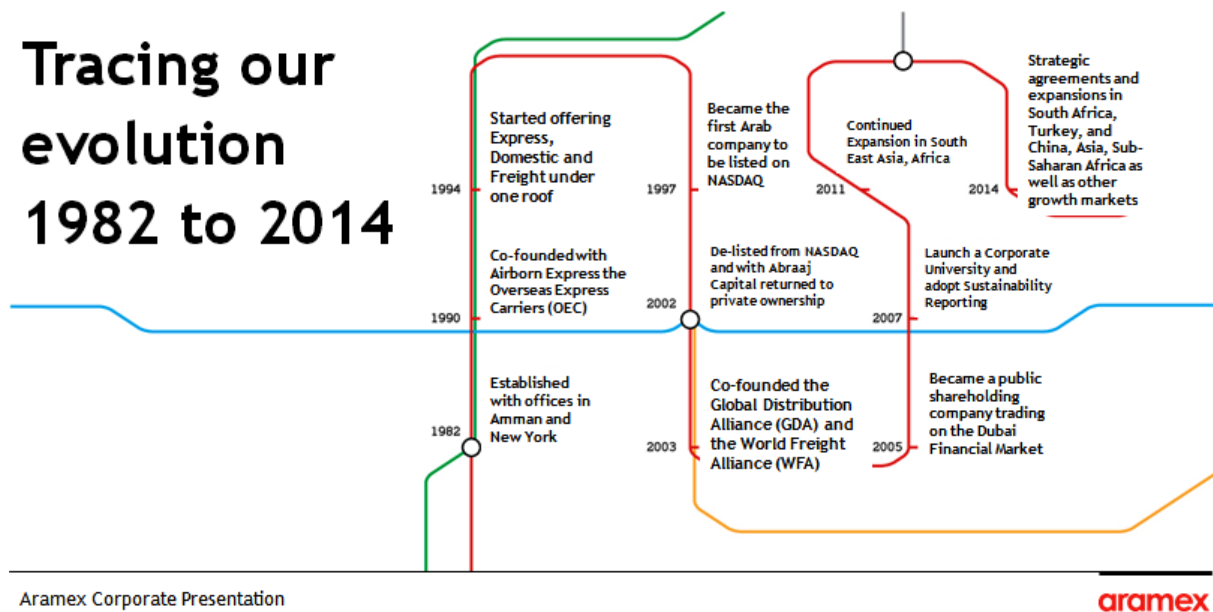 Tracing our
evolution
1982 to 2014
1994
Started offering
Express,
Domestic and
Freight under
one roof
1990
Co-founded with
Airborn Express the
Overseas Express
Carriers (OEC)
1982
Established
with offices in
Amman and
New York
1997
Became the
first Arab
company to
be listed on
NASDAQ
2002
De-listed from NASDAQ
and with Abraaj
Capital returned to
private ownership
2003
Co-founded the
Global Distribution
Alliance (GDA) and
the World Freight
Alliance (WFA)
2011
Continued
Expansion in South
East Asia, Africa
2007
Launch a Corporate
University and
adopt Sustainability
Reporting
2005
Became a public
shareholding
company trading
on the Dubai
Financial Market
2014
Strategic
agreements and
expansions in
South Africa,
Turkey, and
China, Asia, Sub-
Saharan Africa as
well as other
growth markets
Aramex Corporate Presentation
aramex